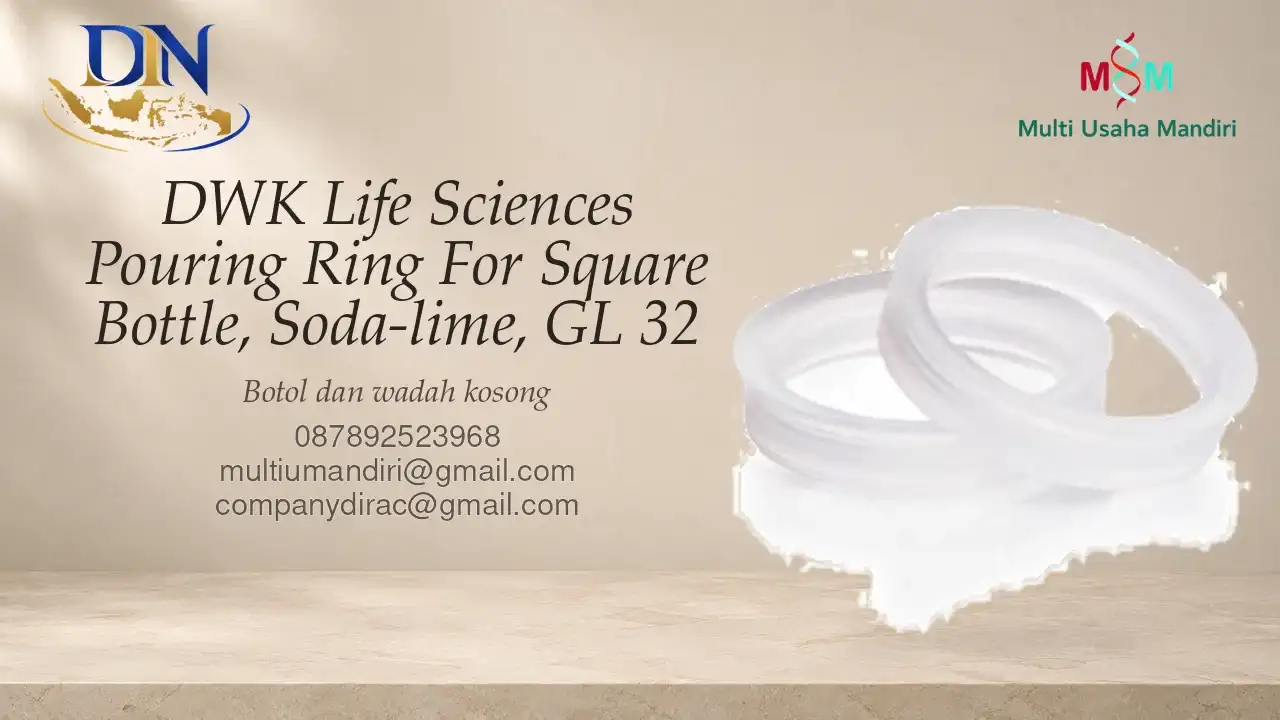 DN
MSM
Multi Usaha Mandiri
DWK Life Sciences
Pouring Ring For Square
Bottle, Soda-lime, GL 32
Botol dan wadah kosong
087892523968
multiumandiri@gmail.com
companydirac@gmail.com